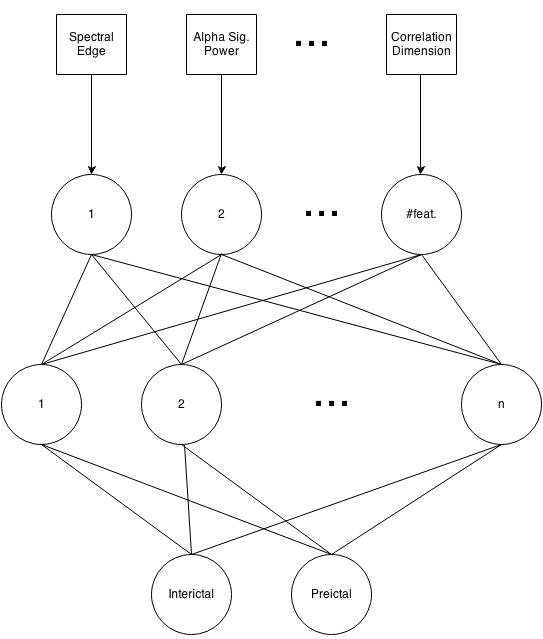 Spectral
Edge
Alpha Sig.
Power
...
Correlation
Dimension
1
2
...
#feat.
1
2
...
n
Interictal
Preictal